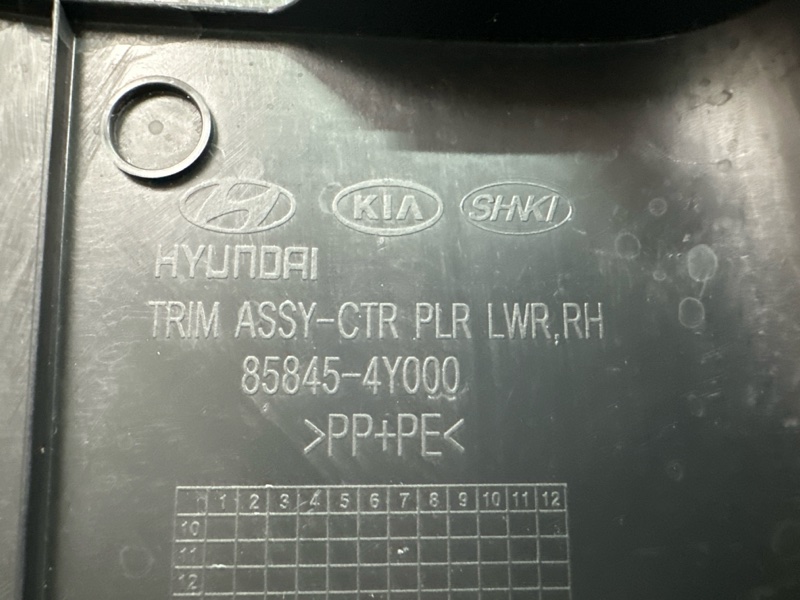 KIA SHNKI
HYUNDAI
TRIM ASSY-CTR PLR LWR,RH
85845-4Y000
>PP+PE<
1 2 3 4 5 6 7 8 9 10 11 12
10
11
12